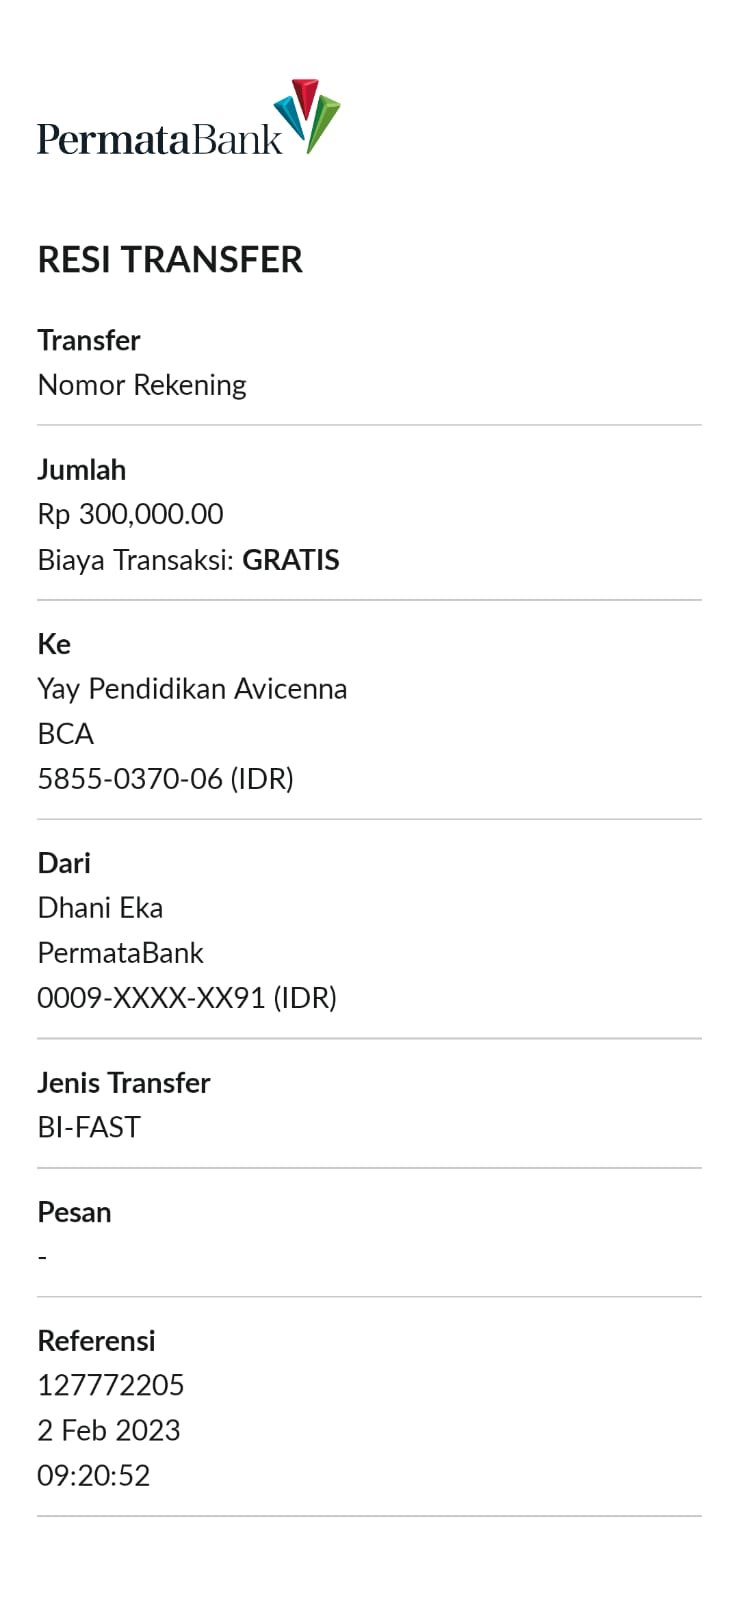 PermataBank
RESI TRANSFER
Transfer
Nomor Rekening
Jumlah
Rp 300,000.00
Biaya Transaksi: GRATIS
Ke
Yay Pendidikan Avicenna
BCA
5855-0370-06 (IDR)
Dari
Dhani Eka
PermataBank
0009-XXXX-XX91 (IDR)
Jenis Transfer
BI-FAST
Pesan
-
Referensi
127772205
2 Feb 2023
09:20:52